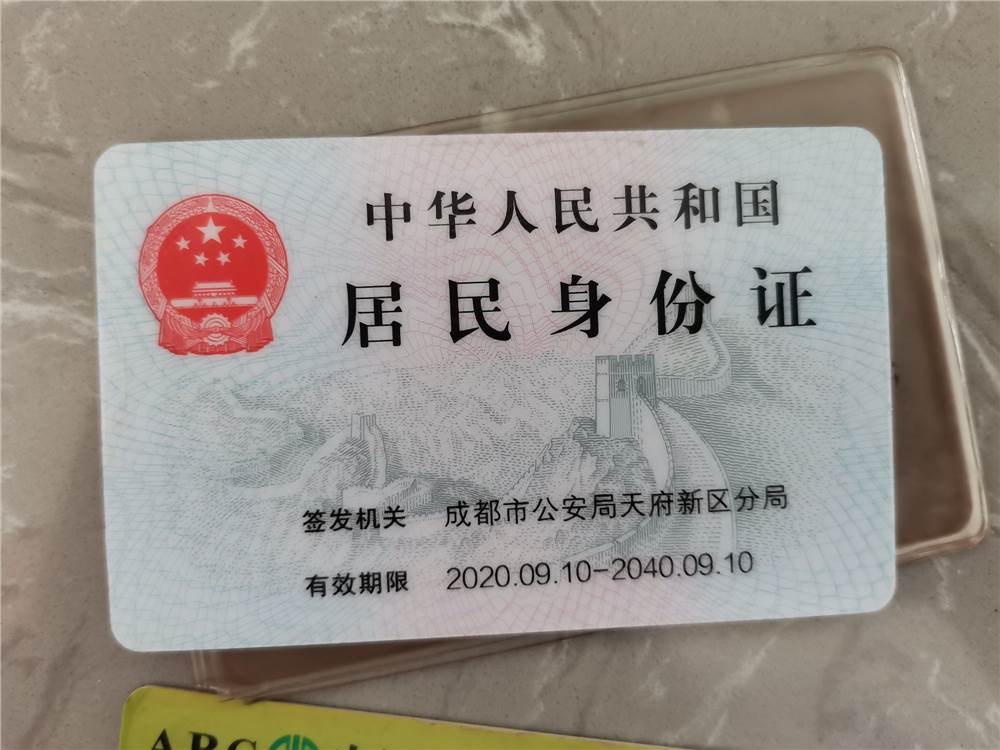 中华人民共和国
居民身份证
签发机关 成都市公安局天府新区分局
有效期限 2020.09.10-2040.09.10
ABC